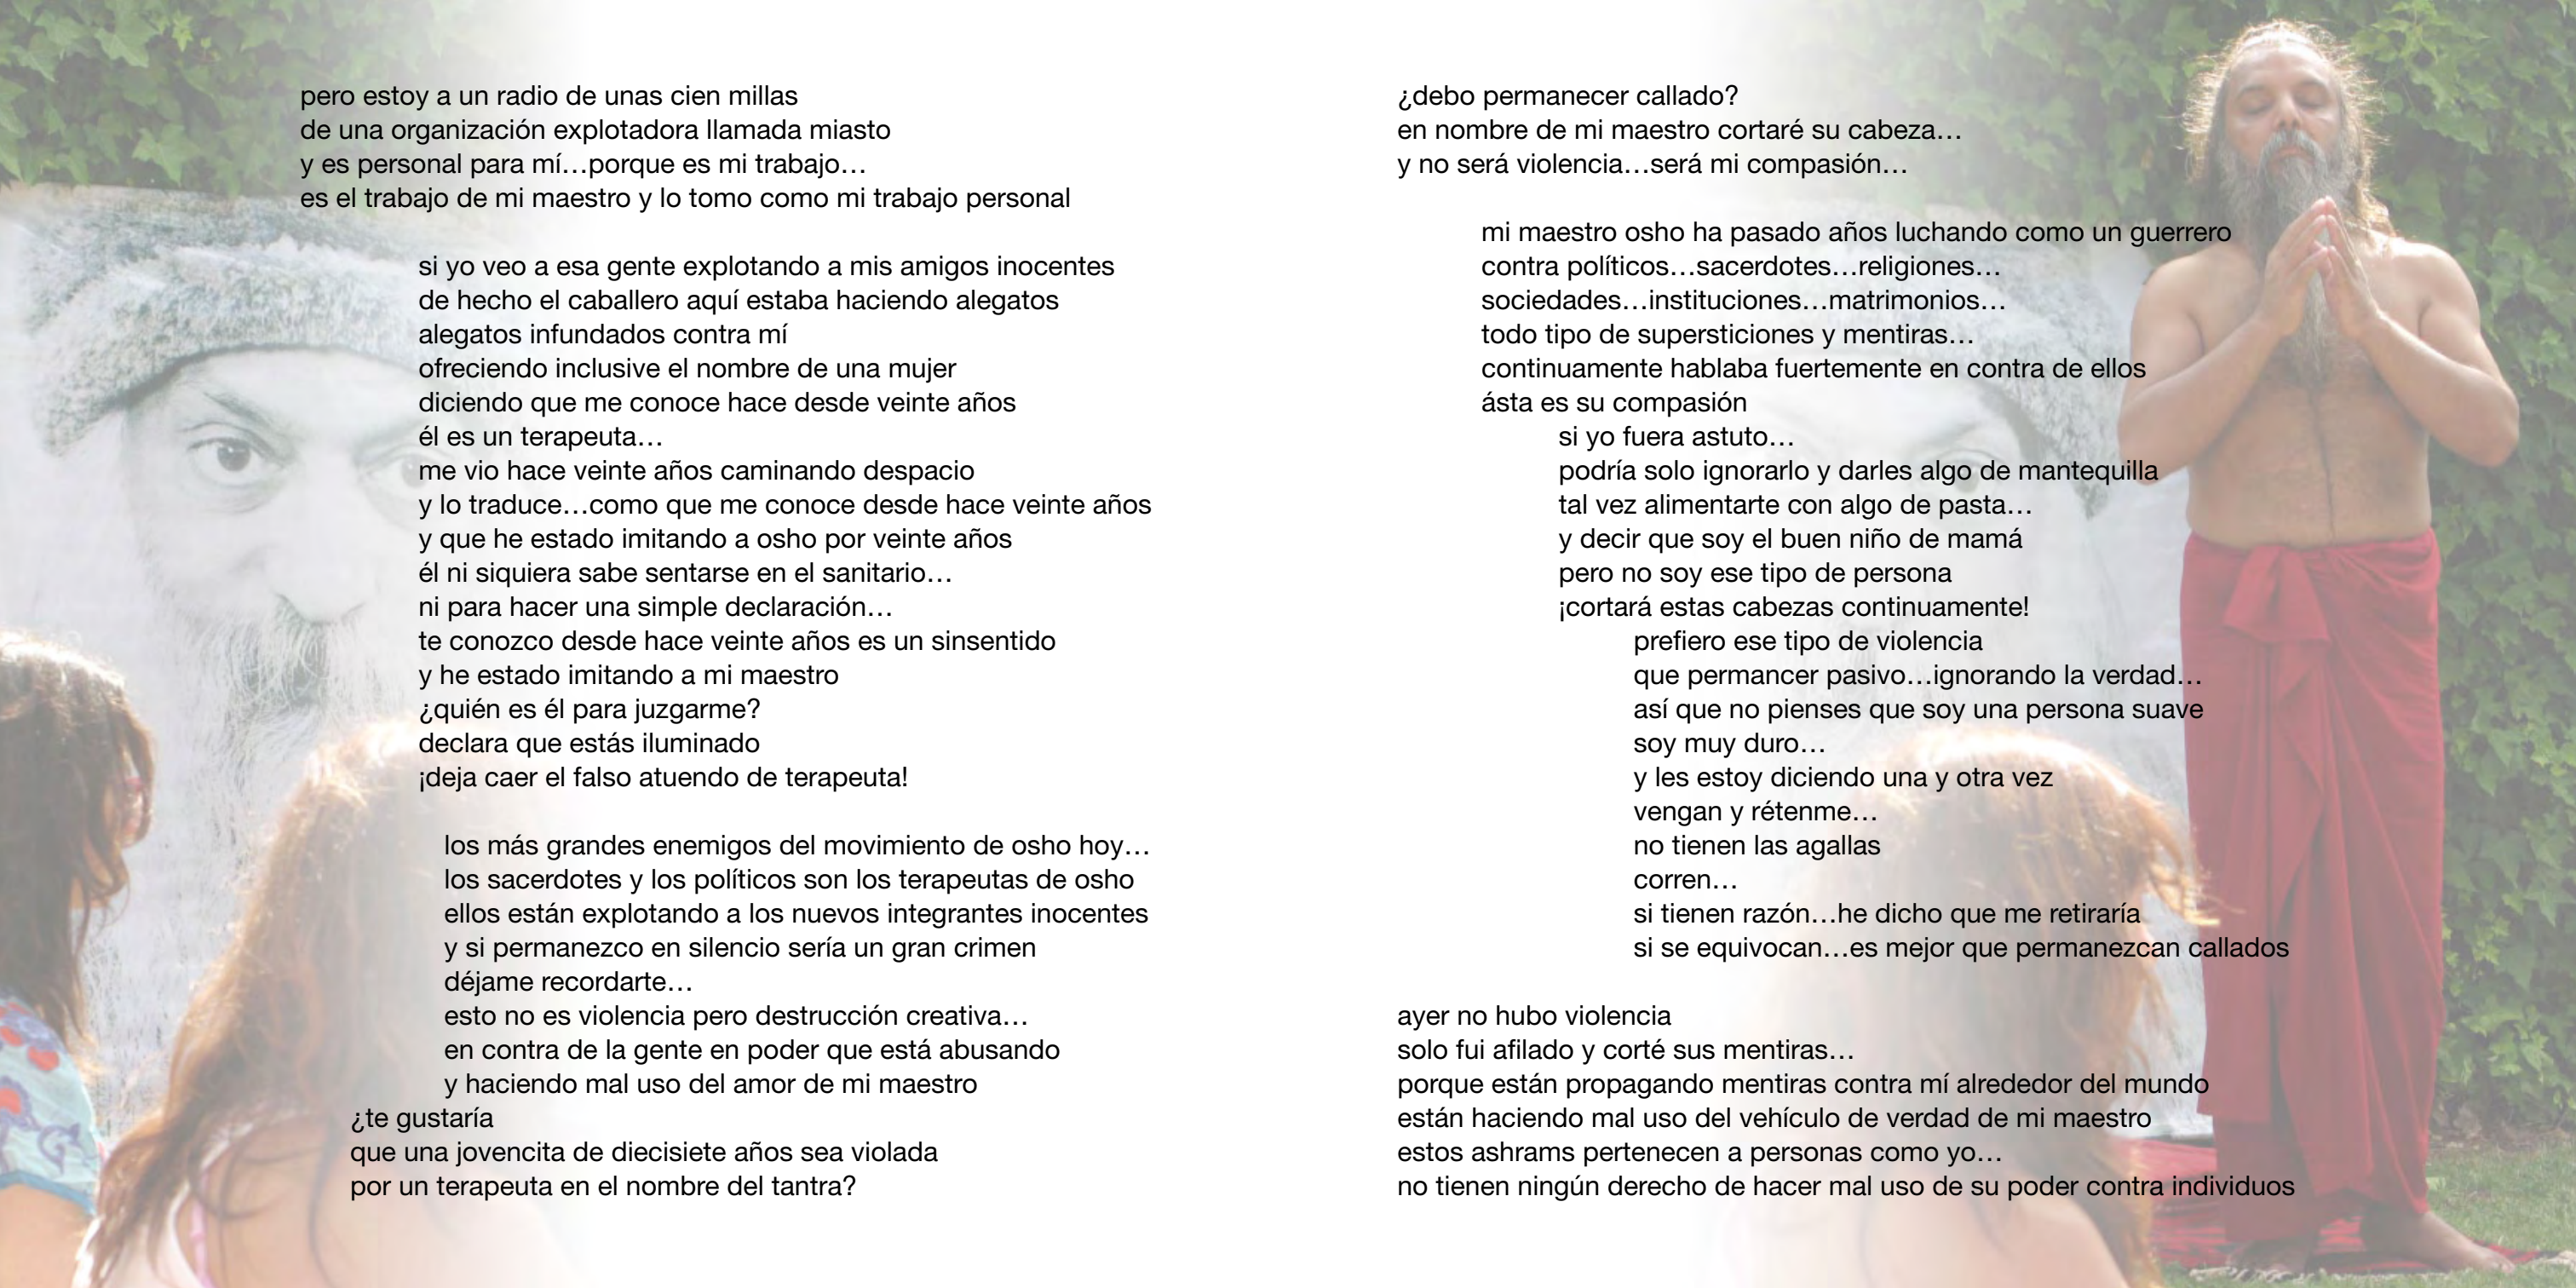 pero estoy a un radio de unas cien millas
de una organización explotadora llamada miasto
y es personal para mí…porque es mi trabajo…
es el trabajo de mi maestro y lo tomo como mi trabajo personal
si yo veo a esa gente explotando a mis amigos inocentes
de hecho el caballero aquí estaba haciendo alegatos
alegatos infundados contra mí
ofreciendo inclusive el nombre de una mujer
diciendo que me conoce hace desde veinte años
él es un terapeuta…
me vio hace veinte años caminando despacio
y lo traduce…como que me conoce desde hace veinte años
y que he estado imitando a osho por veinte años
él ni siquiera sabe sentarse en el sanitario…
ni para hacer una simple declaración…
te conozco desde hace veinte años es un sinsentido
y he estado imitando a mi maestro
¿quién es él para juzgarme?
declara que estás iluminado
¡deja caer el falso atuendo de terapeuta!
los más grandes enemigos del movimiento de osho hoy…
los sacerdotes y los políticos son los terapeutas de osho
ellos están explotando a los nuevos integrantes inocentes
y si permanezco en silencio sería un gran crimen
déjame recordarte…
esto no es violencia pero destrucción creativa…
en contra de la gente en poder que está abusando
y haciendo mal uso del amor de mi maestro
¿te gustaría
que una jovencita de diecisiete años sea violada
por un terapeuta en el nombre del tantra?
¿debo permanecer callado?
en nombre de mi maestro cortaré su cabeza…
y no será violencia…será mi compasión…
mi maestro osho ha pasado años luchando como un guerrero
contra políticos…sacerdotes…religiones…
sociedades…instituciones…matrimonios…
todo tipo de supersticiones y mentiras…
continuamente hablaba fuertemente en contra de ellos
ásta es su compasión
si yo fuera astuto…
podría solo ignorarlo y darles algo de mantequilla
tal vez alimentarte con algo de pasta…
y decir que soy el buen niño de mamá
pero no soy ese tipo de persona
¡cortará estas cabezas continuamente!
prefiero ese tipo de violencia
que permancer pasivo…ignorando la verdad…
así que no pienses que soy una persona suave
soy muy duro…
y les estoy diciendo una y otra vez
vengan y rétenme…
no tienen las agallas
corren…
si tienen razón…he dicho que me retiraría
si se equivocan…es mejor que permanezcan callados
ayer no hubo violencia
solo fui afilado y corté sus mentiras…
porque están propagando mentiras contra mí alrededor del mundo
están haciendo mal uso del vehículo de verdad de mi maestro
estos ashrams pertenecen a personas como yo…
no tienen ningún derecho de hacer mal uso de su poder contra individuos